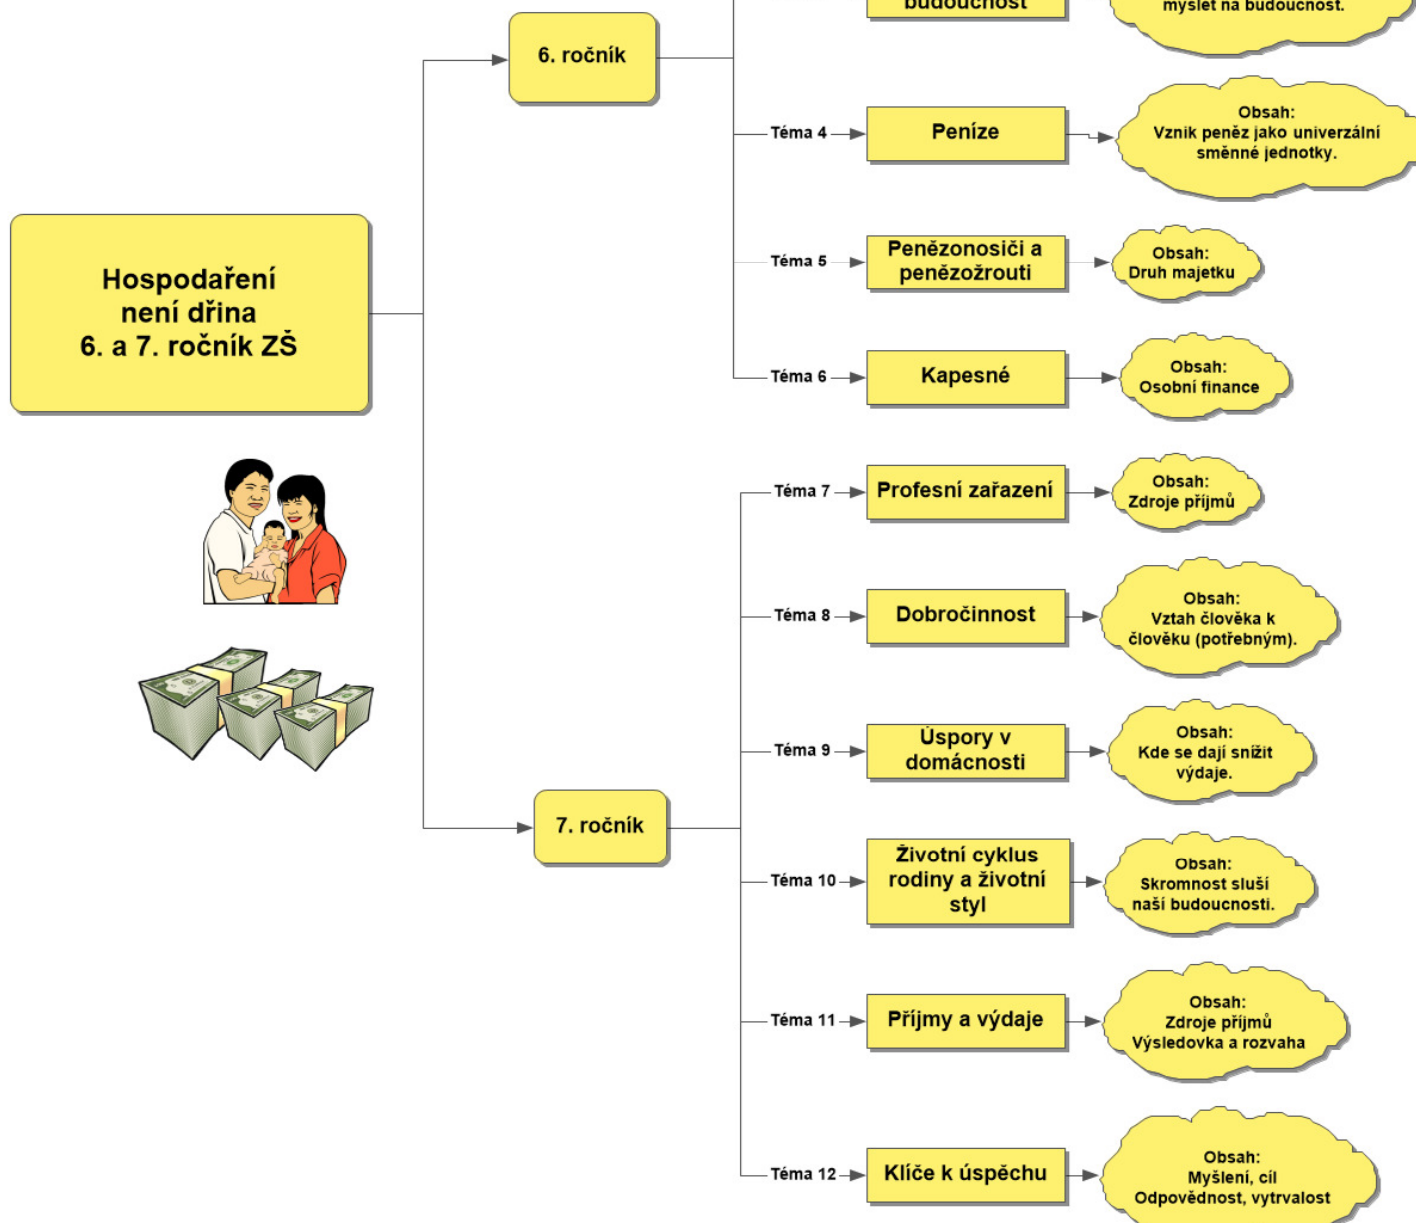 budoucnost
myslet na budoucnost.
6. ročník
Téma 4
Peníze
Obsah:
Vznik peněz jako univerzální
směnné jednotky.
Hospodaření
není dřina
6. a 7. ročník ZŠ
Téma 5
Penězonosiči a
penězožrouti
Obsah:
Druh majetku
Téma 6
Kapesné
Obsah:
Osobní finance
Téma 7
Profesní zařazení
Obsah:
Zdroje příjmů
Téma 8
Dobročinnost
Obsah:
Vztah člověka k
člověku (potřebným).
Téma 9
Úspory v
domácnosti
Obsah:
Kde se dají snížit
výdaje.
7. ročník
Téma 10
Životní cyklus
rodiny a životní
styl
Obsah:
Skromnost sluší
naší budoucnosti.
Téma 11
Příjmy a výdaje
Obsah:
Zdroje příjmů
Výsledovka a rozvaha
Téma 12
Klíče k úspěchu
Obsah:
Myšlení, cíl
Odpovědnost, vytrvalost